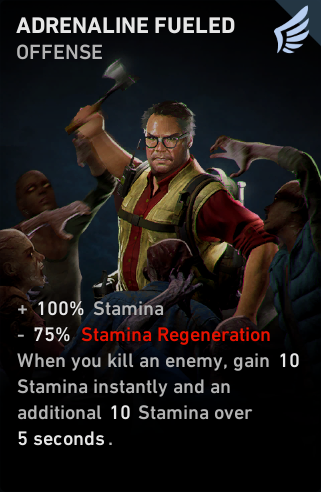 ADRENALINE FUELED
OFFENSE
+ 100% Stamina
- 75% Stamina Regeneration
When you kill an enemy, gain 10
Stamina instantly and an
additional 10 Stamina over
5 seconds.